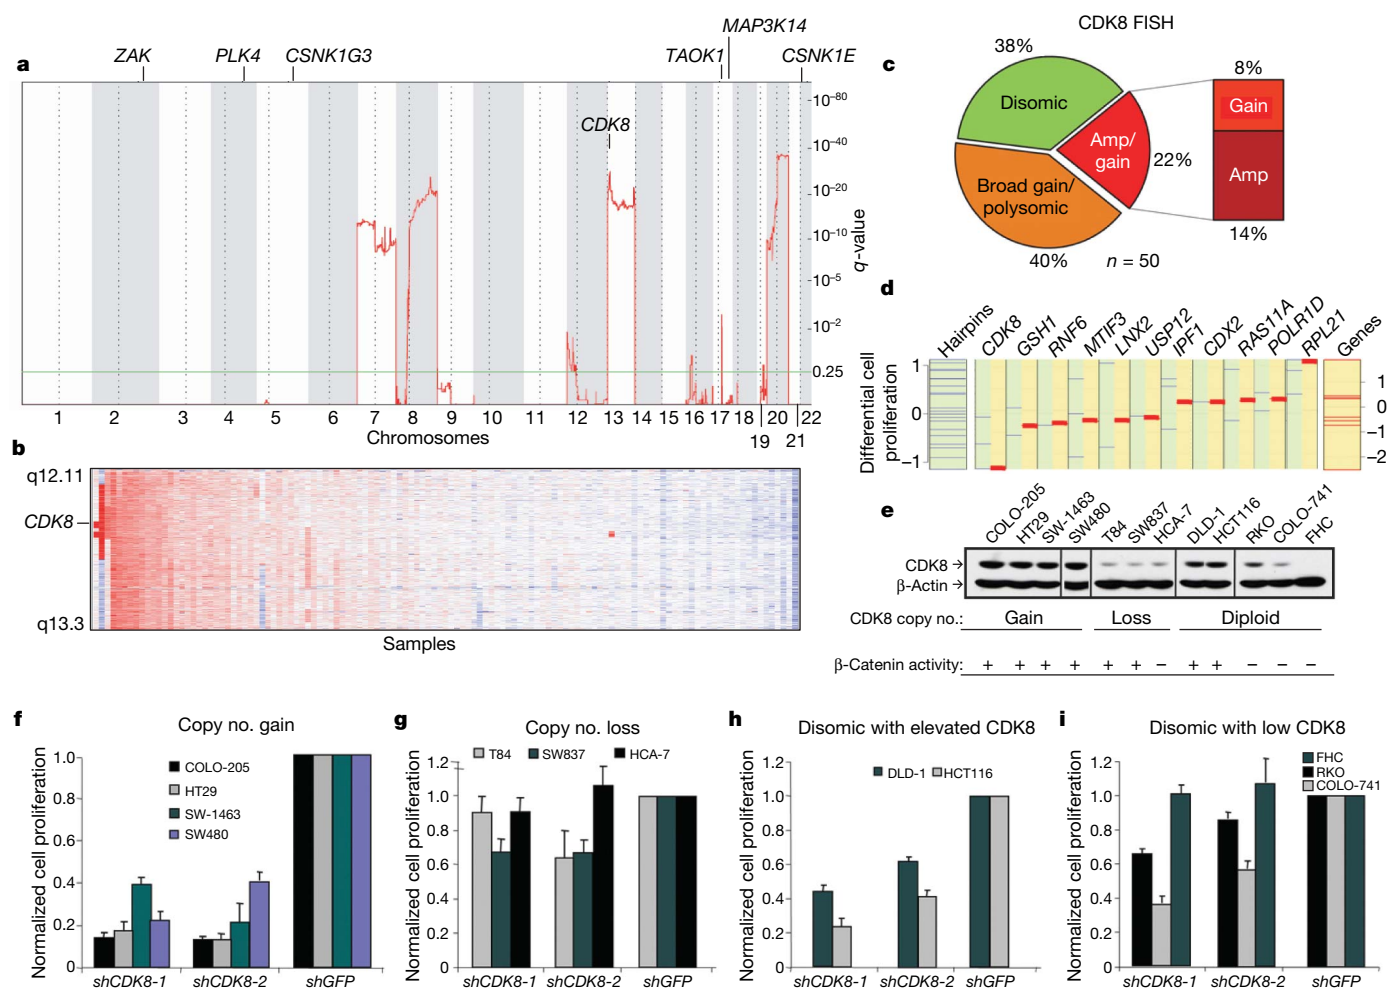 a
ZAK
PLK4
CSNK1G3
TAOK1
MAP3K14
CSNK1E
CDK8
10⁻⁸⁰
10⁻⁴⁰
10⁻²⁰
10⁻¹⁰
10⁻⁵
10⁻²
0.25
q-value
1 2 3 4 5 6 7 8 9 10 11 12 13 14 15 16 17 18 19 20 21 22
Chromosomes
b
q12.11
CDK8
q13.3
Samples
c
CDK8 FISH
38%
Disomic
Amp/
gain
22%
Broad gain/
polysomic
40%
n = 50
8%
Gain
Amp
14%
d
Hairpins
CDK8
GSH1
RNF6
MTIF3
LNX2
USP12
IPF1
CDX2
RAS11A
POLR1D
RPL21
Genes
Differential cell
proliferation
1
0
−1
1
0
−1
−2
e
COLO-205
HT29
SW-1463
SW480
T84
SW837
HCA-7
DLD-1
HCT116
RKO
COLO-741
FHC
CDK8
β-Actin
CDK8 copy no.: Gain Loss Diploid
β-Catenin activity: + + + + + + − + + − − −
f
Copy no. gain
Normalized cell proliferation
1.0
0.8
0.6
0.4
0.2
0
COLO-205
HT29
SW-1463
SW480
shCDK8-1 shCDK8-2 shGFP
g
Copy no. loss
Normalized cell proliferation
1.2
1.0
0.8
0.6
0.4
0.2
0
T84 SW837 HCA-7
shCDK8-1 shCDK8-2 shGFP
h
Disomic with elevated CDK8
Normalized cell proliferation
1.2
1.0
0.8
0.6
0.4
0.2
0
DLD-1 HCT116
shCDK8-1 shCDK8-2 shGFP
i
Disomic with low CDK8
Normalized cell proliferation
1.2
1.0
0.8
0.6
0.4
0.2
0
FHC
RKO
COLO-741
shCDK8-1 shCDK8-2 shGFP